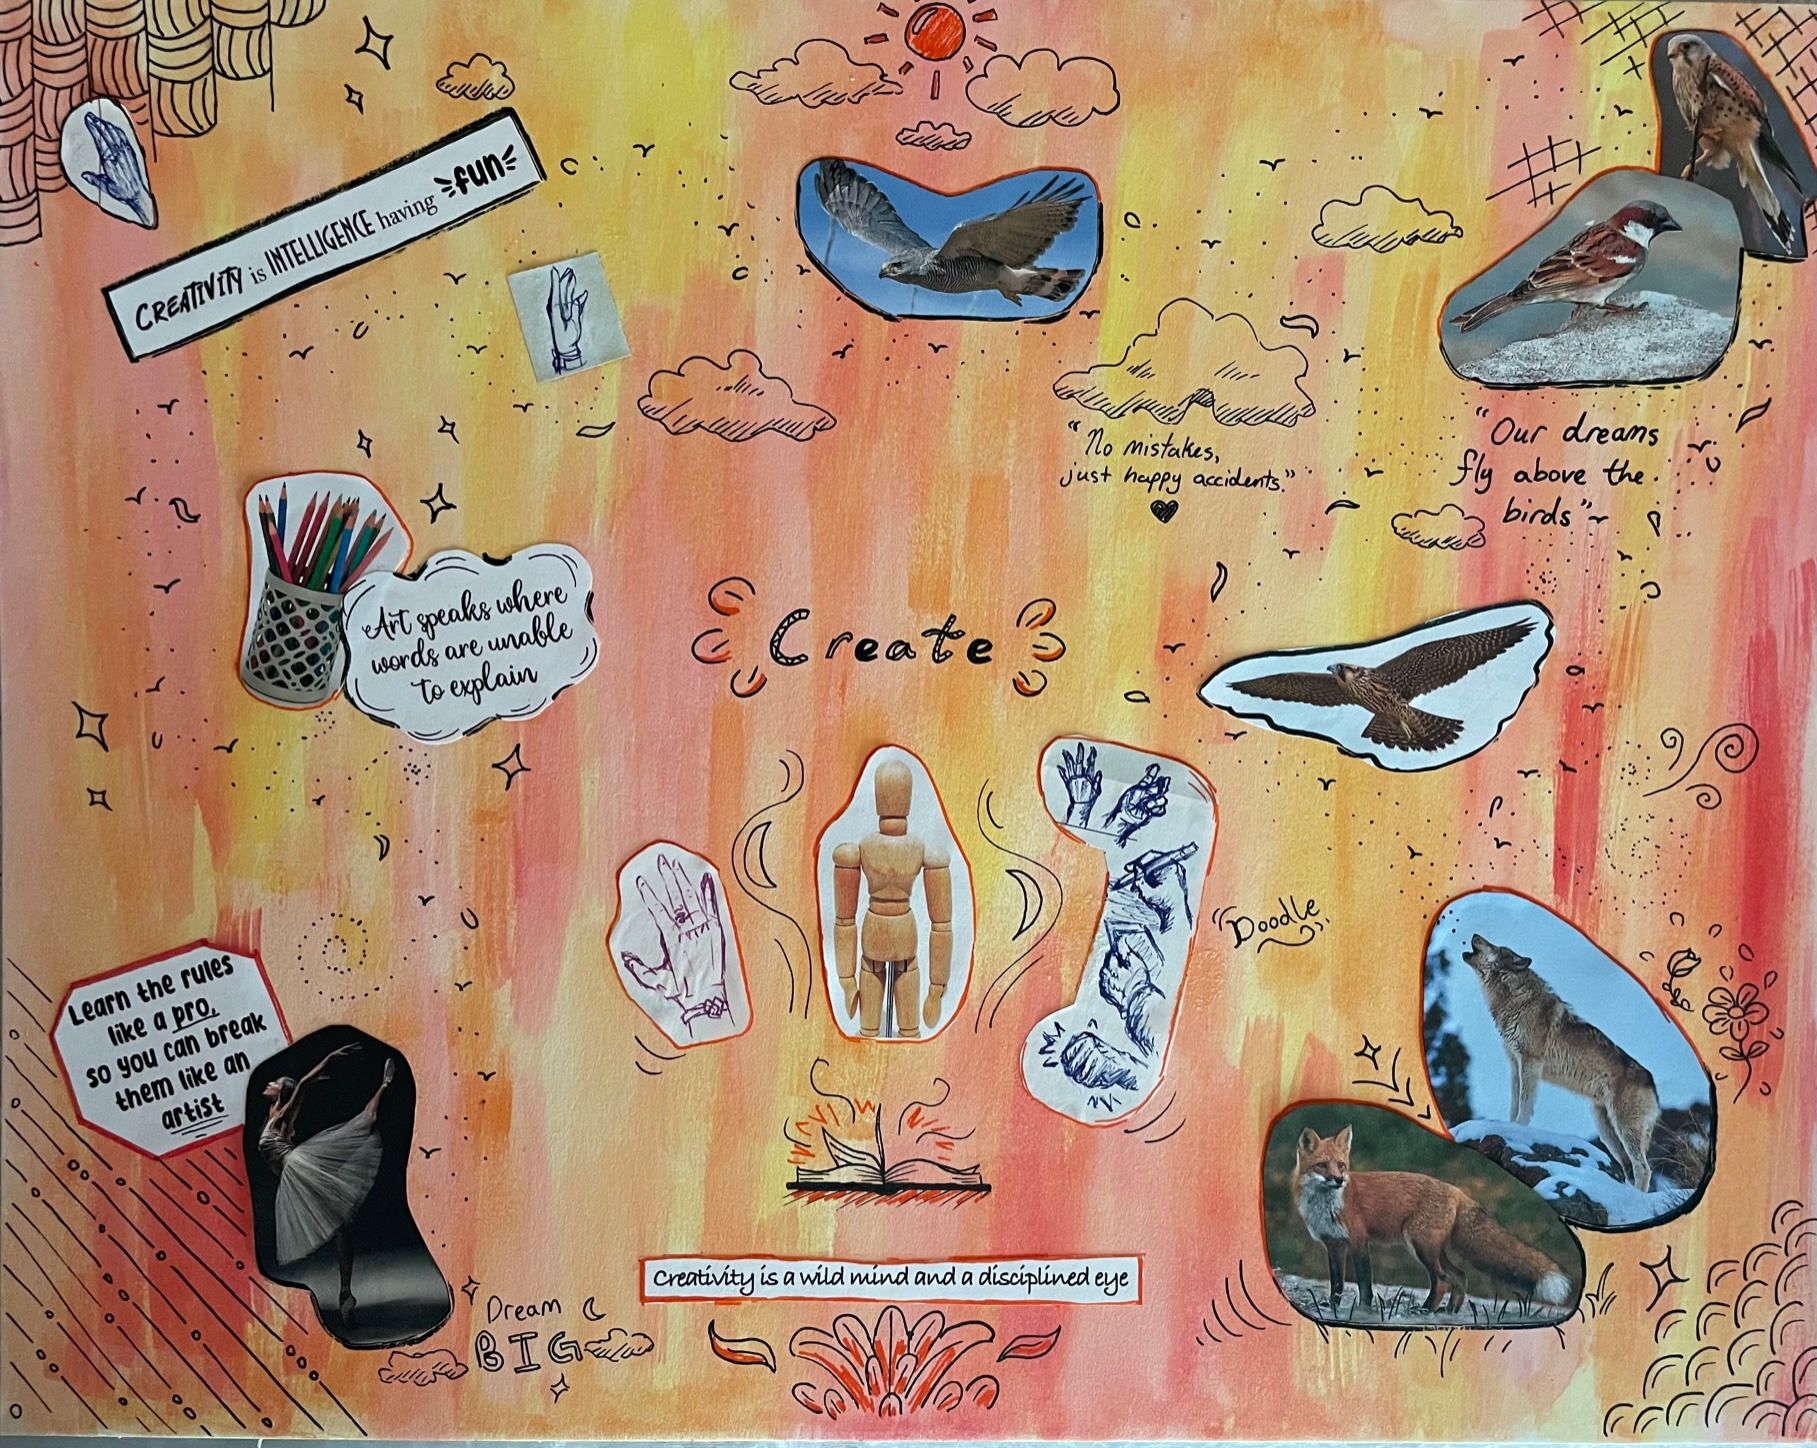 CREATIVITY is INTELLIGENCE having fun
"No mistakes,
just happy accidents."
"Our dreams
fly above the
birds"
Art speaks where
words are unable
to explain
Create
"Doodle"
Learn the rules
like a pro,
so you can break
them like an
artist
Creativity is a wild mind and a disciplined eye
Dream
BIG